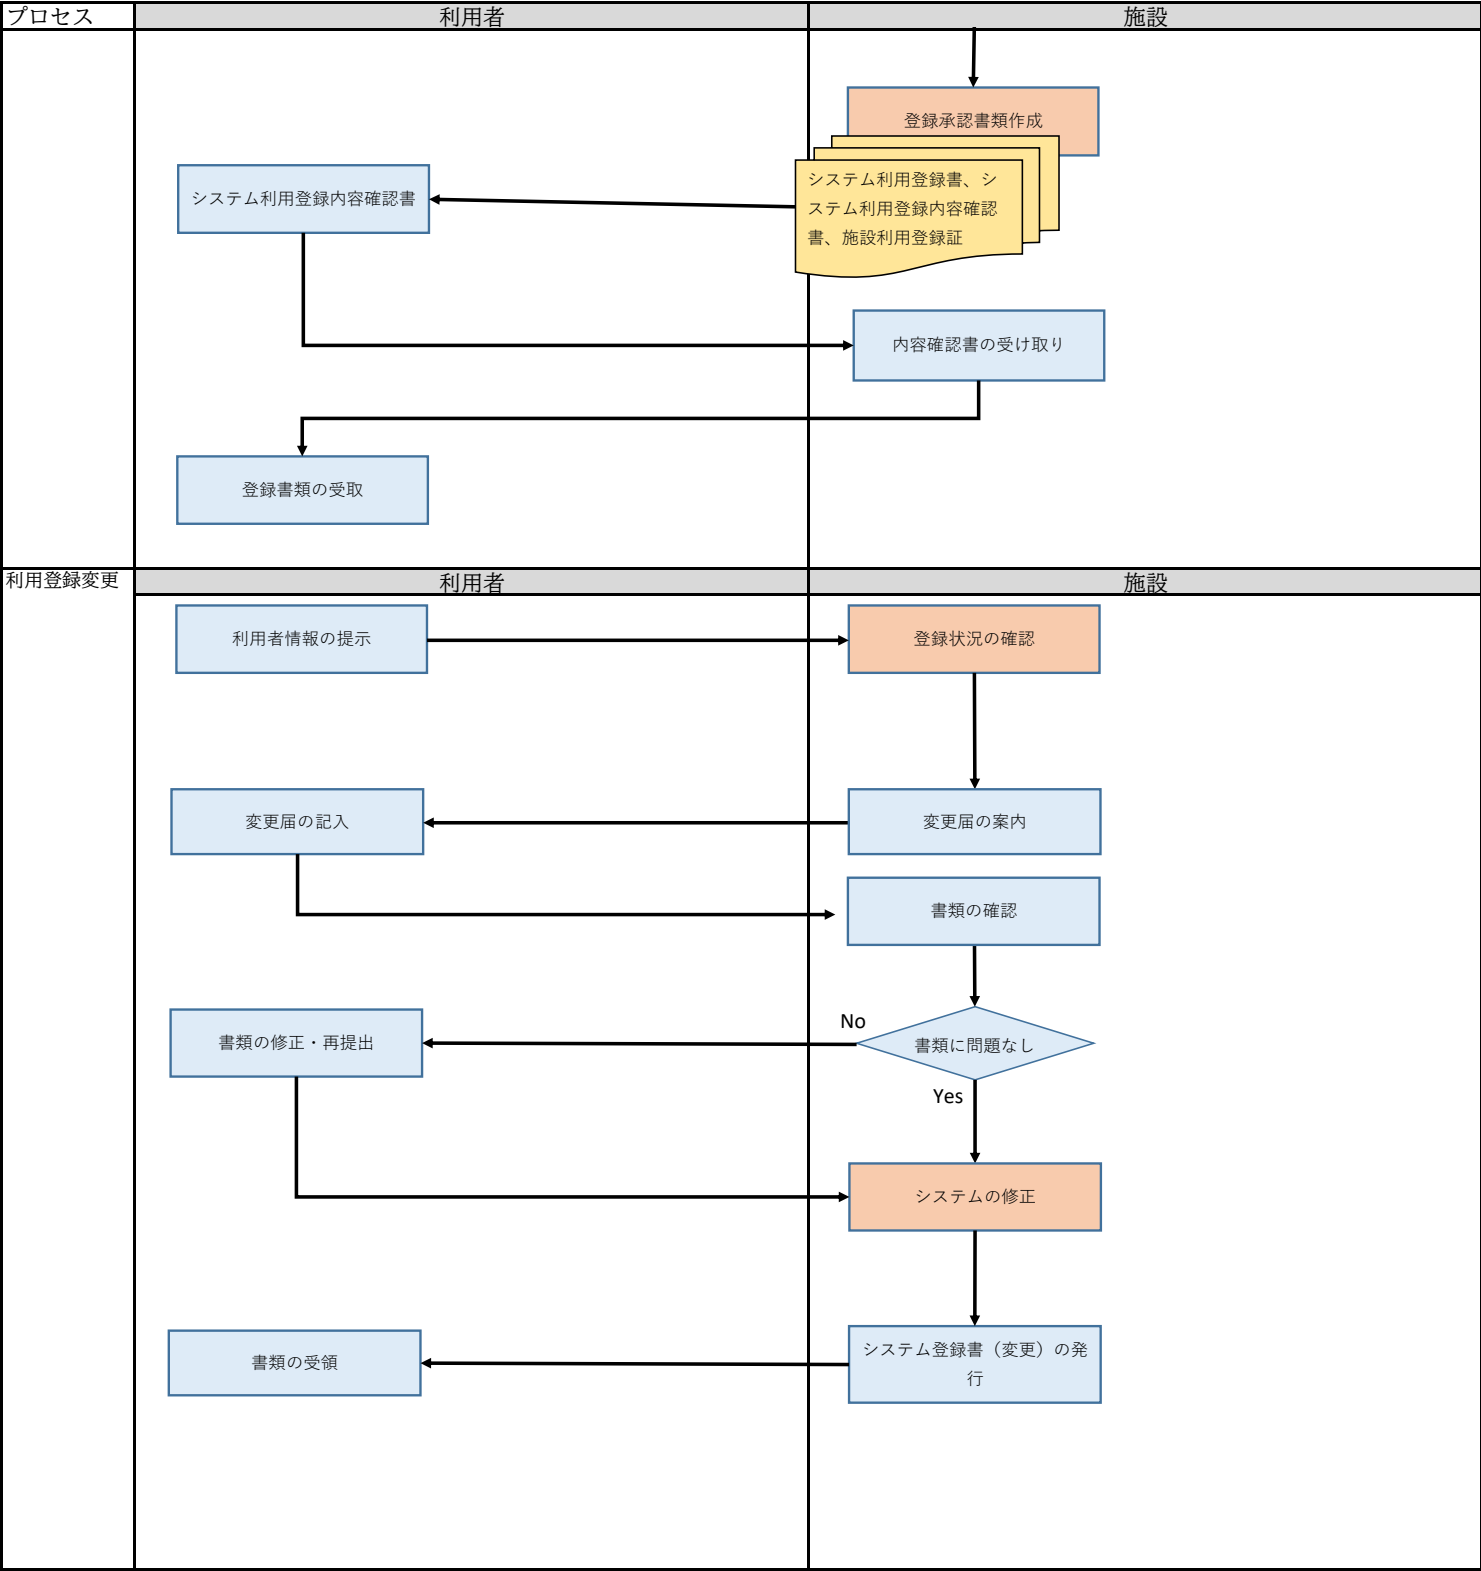 プロセス
利用者
施設
登録承認書類作成
システム利用登録書、シ
ステム利用登録内容確認
書、施設利用登録証
システム利用登録内容確認書
内容確認書の受け取り
登録書類の受取
利用登録変更
利用者
施設
利用者情報の提示
登録状況の確認
変更届の記入
変更届の案内
書類の確認
書類の修正・再提出
No
書類に問題なし
Yes
システムの修正
書類の受領
システム登録書（変更）の発
行